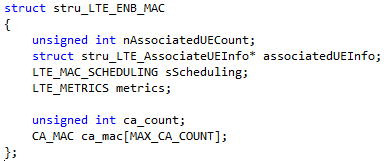 struct stru_LTE_ENB_MAC
{
unsigned int nAssociatedUECount;
struct stru_LTE_AssociateUEInfo* associatedUEInfo;
LTE_MAC_SCHEDULING sScheduling;
LTE_METRICS metrics;
unsigned int ca_count;
CA_MAC ca_mac[MAX_CA_COUNT];
};